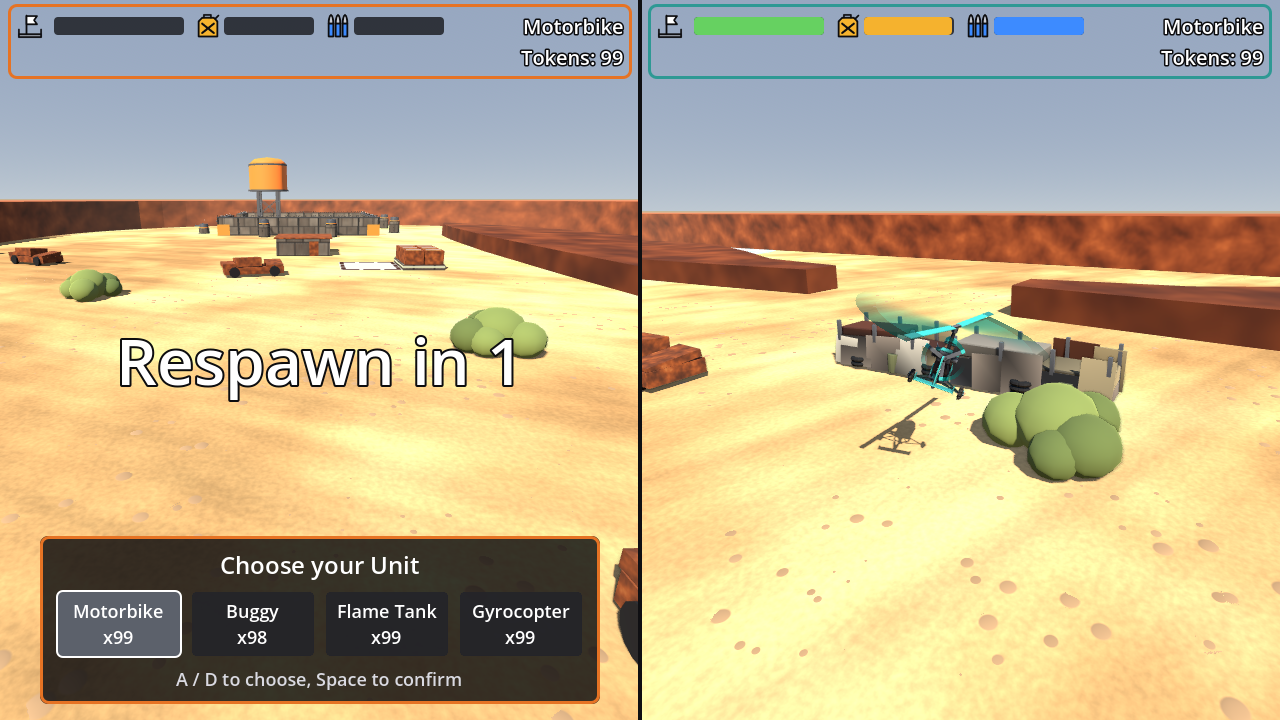 Motorbike
Tokens: 99
Motorbike
Tokens: 99
Respawn in 1
Choose your Unit
Motorbike
x99
Buggy
x98
Flame Tank
x99
Gyrocopter
x99
A / D to choose, Space to confirm